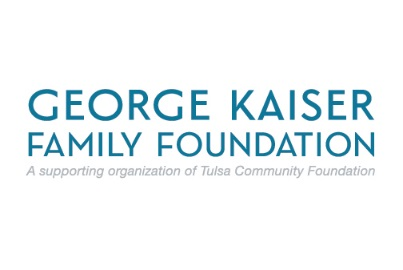 GEORGE KAISER
FAMILY FOUNDATION
A supporting organization of Tulsa Community Foundation